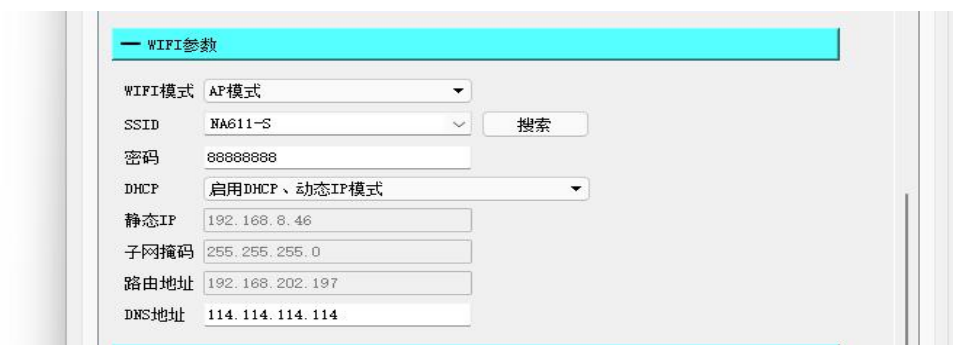 WIFI参数
WIFI模式 AP模式
SSID NA611-S 搜索
密码 88888888
DHCP 启用DHCP、动态IP模式
静态IP 192.168.8.46
子网掩码 255.255.255.0
路由地址 192.168.202.197
DNS地址 114.114.114.114